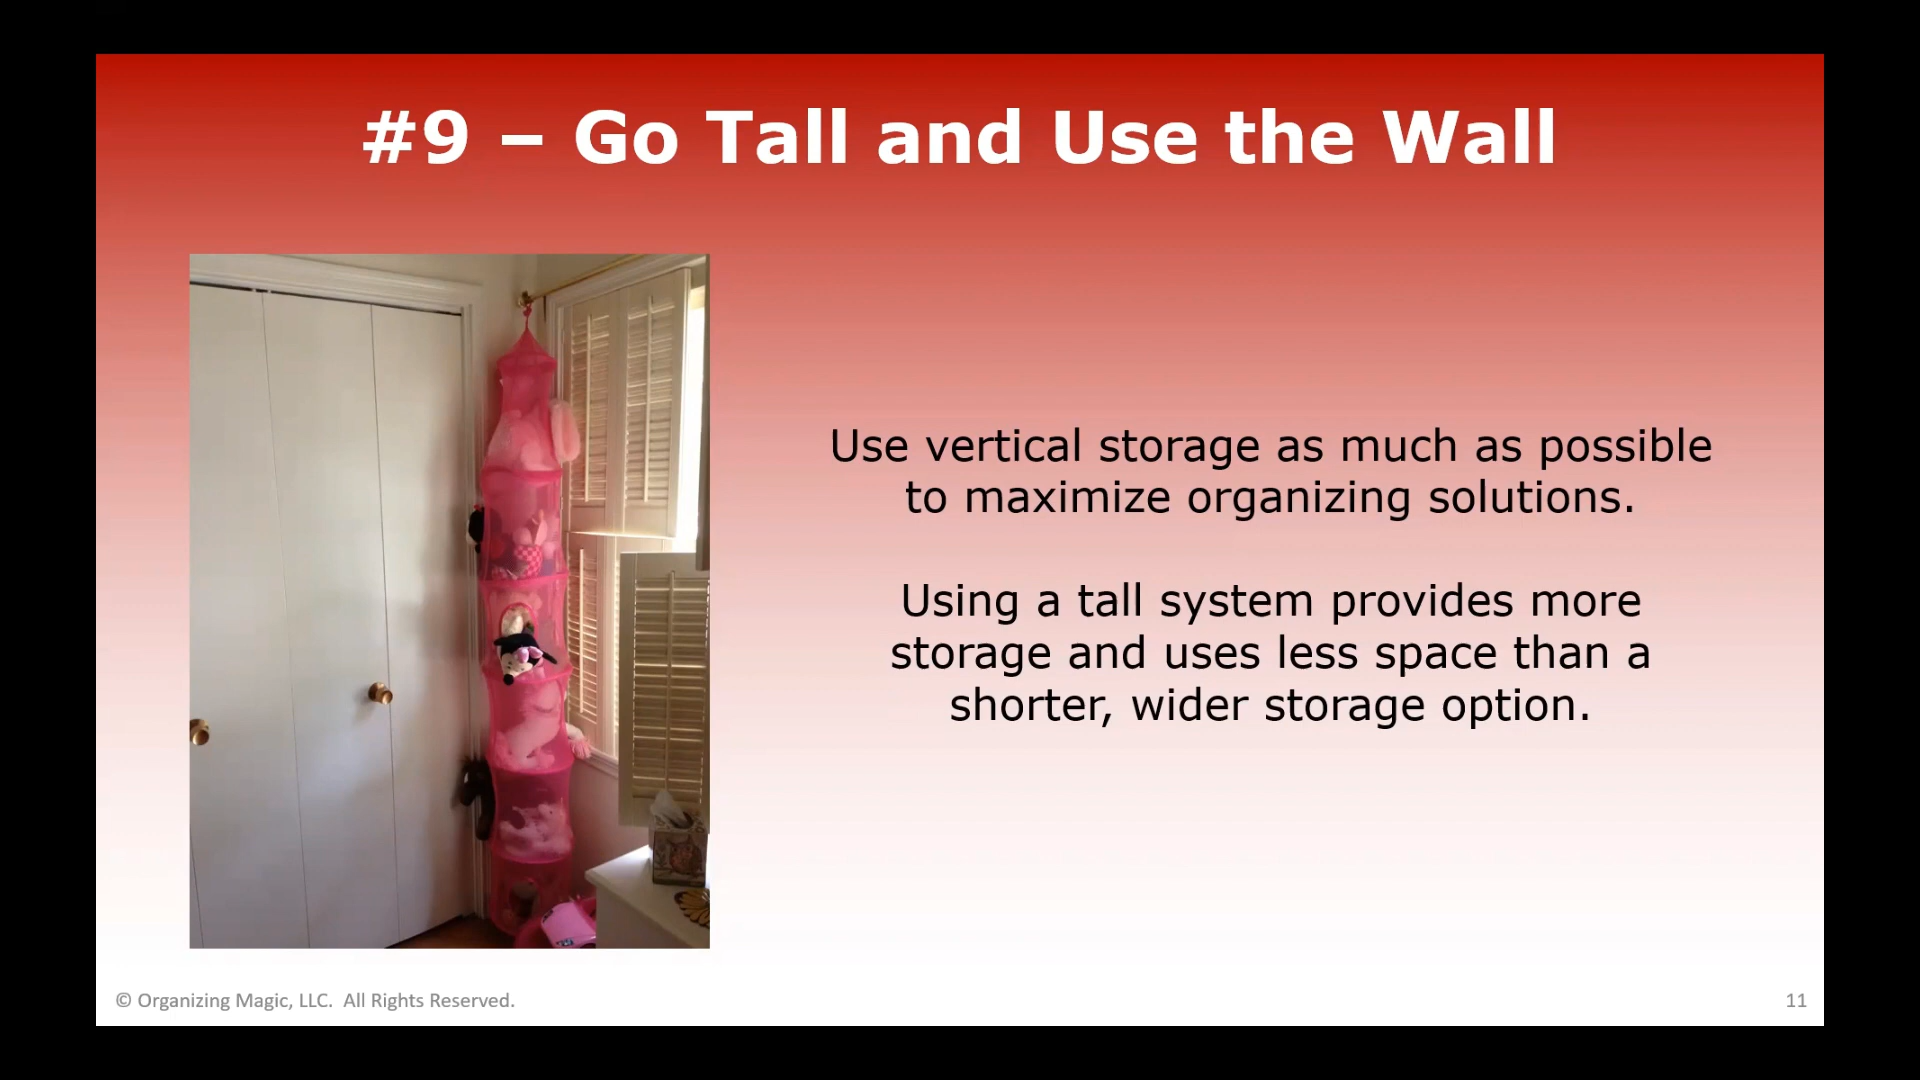 #9 – Go Tall and Use the Wall
Use vertical storage as much as possible
to maximize organizing solutions.
Using a tall system provides more
storage and uses less space than a
shorter, wider storage option.
© Organizing Magic, LLC.  All Rights Reserved.
11